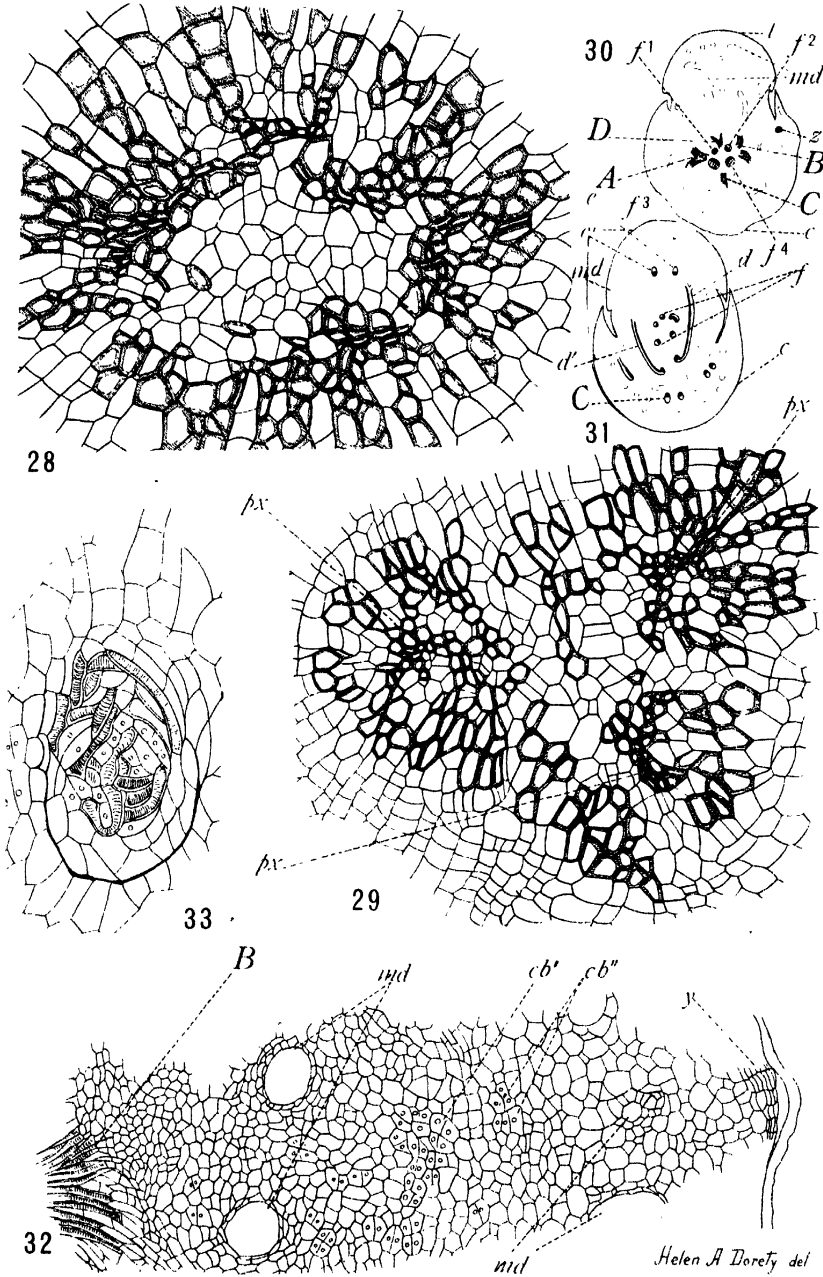 28
30
f¹
l
f²
md
D
z
B
A
C
c
f³
f⁴
e
md
d
f
d'
c
C
31
px
px
33
px
29
B
md
cb'
cb"
y
32
md
Helen A Dorety del